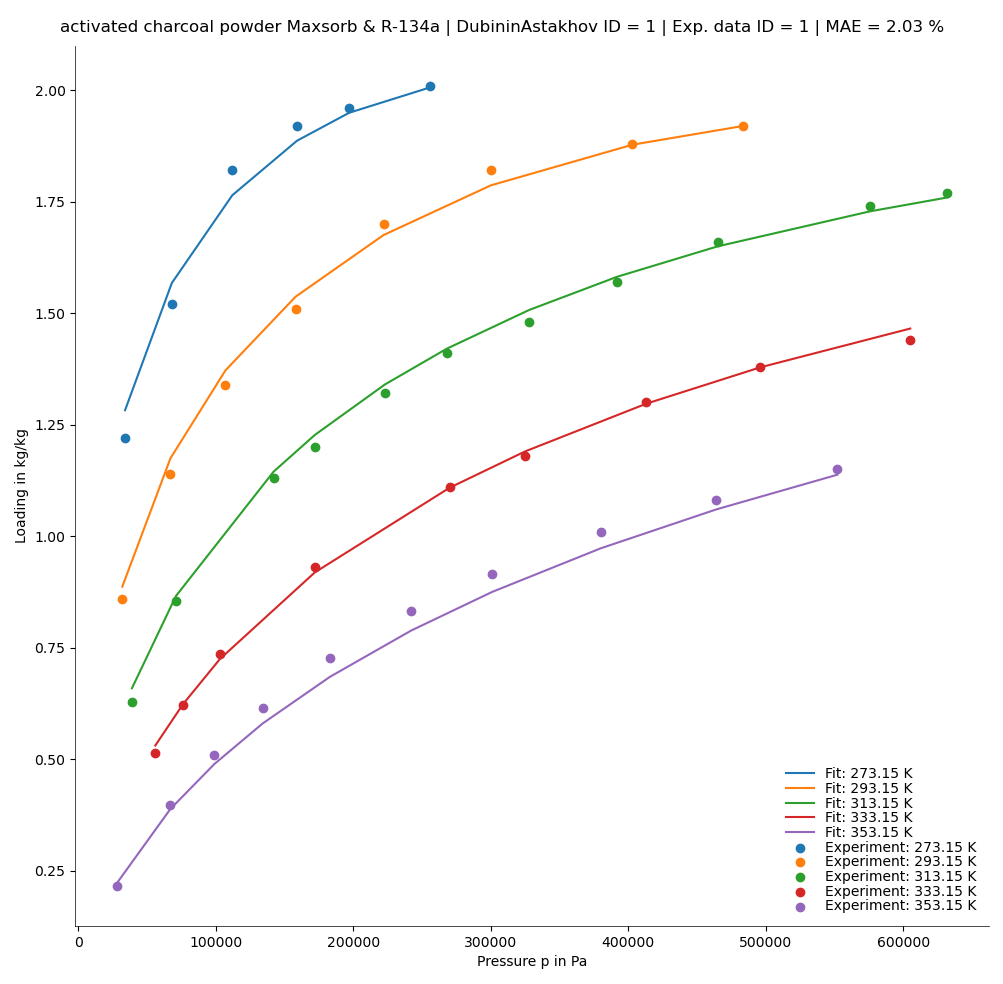 activated charcoal powder Maxsorb & R-134a | DubininAstakhov ID = 1 | Exp. data ID = 1 | MAE = 2.03 %
2.00
1.75
1.50
1.25
1.00
0.75
0.50
0.25
Loading in kg/kg
Fit: 273.15 K
Fit: 293.15 K
Fit: 313.15 K
Fit: 333.15 K
Fit: 353.15 K
Experiment: 273.15 K
Experiment: 293.15 K
Experiment: 313.15 K
Experiment: 333.15 K
Experiment: 353.15 K
0 100000 200000 300000 400000 500000 600000
Pressure p in Pa